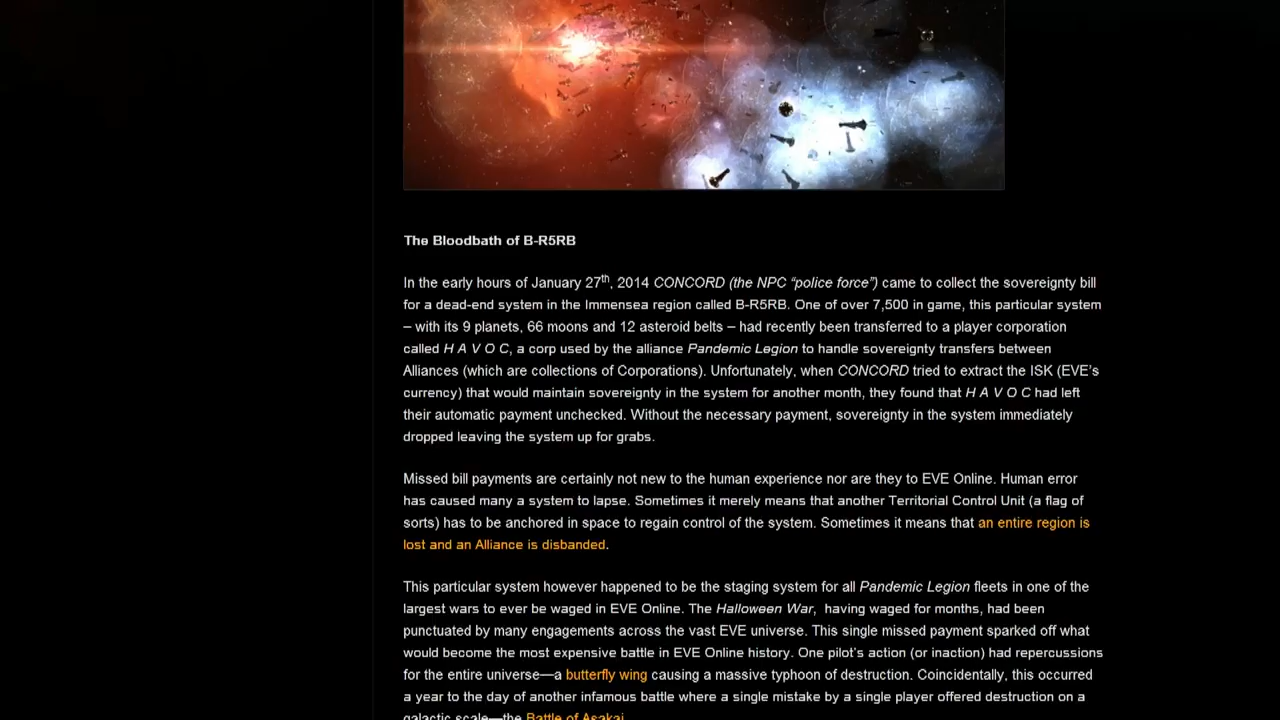 The Bloodbath of B-R5RB
In the early hours of January 27th, 2014 CONCORD (the NPC “police force”) came to collect the sovereignty bill
for a dead-end system in the Immensea region called B-R5RB. One of over 7,500 in game, this particular system
– with its 9 planets, 66 moons and 12 asteroid belts – had recently been transferred to a player corporation
called H A V O C, a corp used by the alliance Pandemic Legion to handle sovereignty transfers between
Alliances (which are collections of Corporations). Unfortunately, when CONCORD tried to extract the ISK (EVE’s
currency) that would maintain sovereignty in the system for another month, they found that H A V O C had left
their automatic payment unchecked. Without the necessary payment, sovereignty in the system immediately
dropped leaving the system up for grabs.
Missed bill payments are certainly not new to the human experience nor are they to EVE Online. Human error
has caused many a system to lapse. Sometimes it merely means that another Territorial Control Unit (a flag of
sorts) has to be anchored in space to regain control of the system. Sometimes it means that an entire region is
lost and an Alliance is disbanded.
This particular system however happened to be the staging system for all Pandemic Legion fleets in one of the
largest wars to ever be waged in EVE Online. The Halloween War, having waged for months, had been
punctuated by many engagements across the vast EVE universe. This single missed payment sparked off what
would become the most expensive battle in EVE Online history. One pilot’s action (or inaction) had repercussions
for the entire universe—a butterfly wing causing a massive typhoon of destruction. Coincidentally, this occurred
a year to the day of another infamous battle where a single mistake by a single player offered destruction on a
galactic scale—the Battle of Asakai.